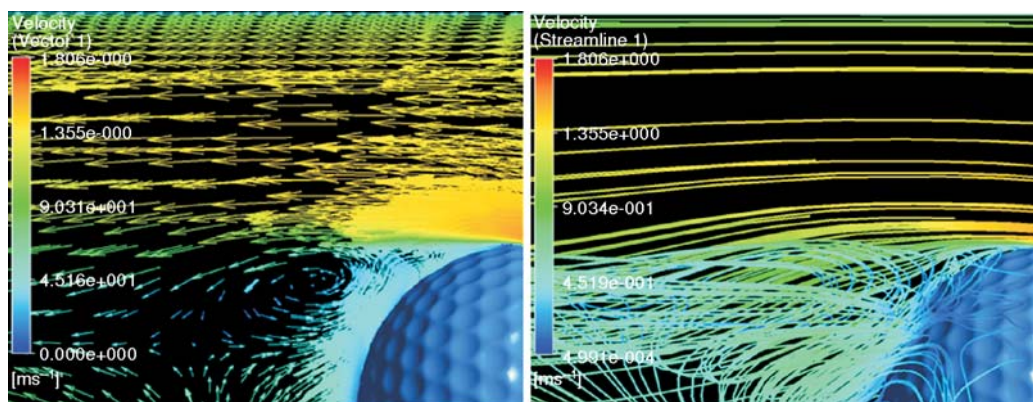 Velocity
(Vector 1)
1.806e-000
1.355e-000
9.031e+001
4.516e+001
0.000e+000
[ms⁻¹]
Velocity
(Streamline 1)
1.806e+000
1.355e+000
9.034e-001
4.519e-001
4.991e-004
[ms⁻¹]